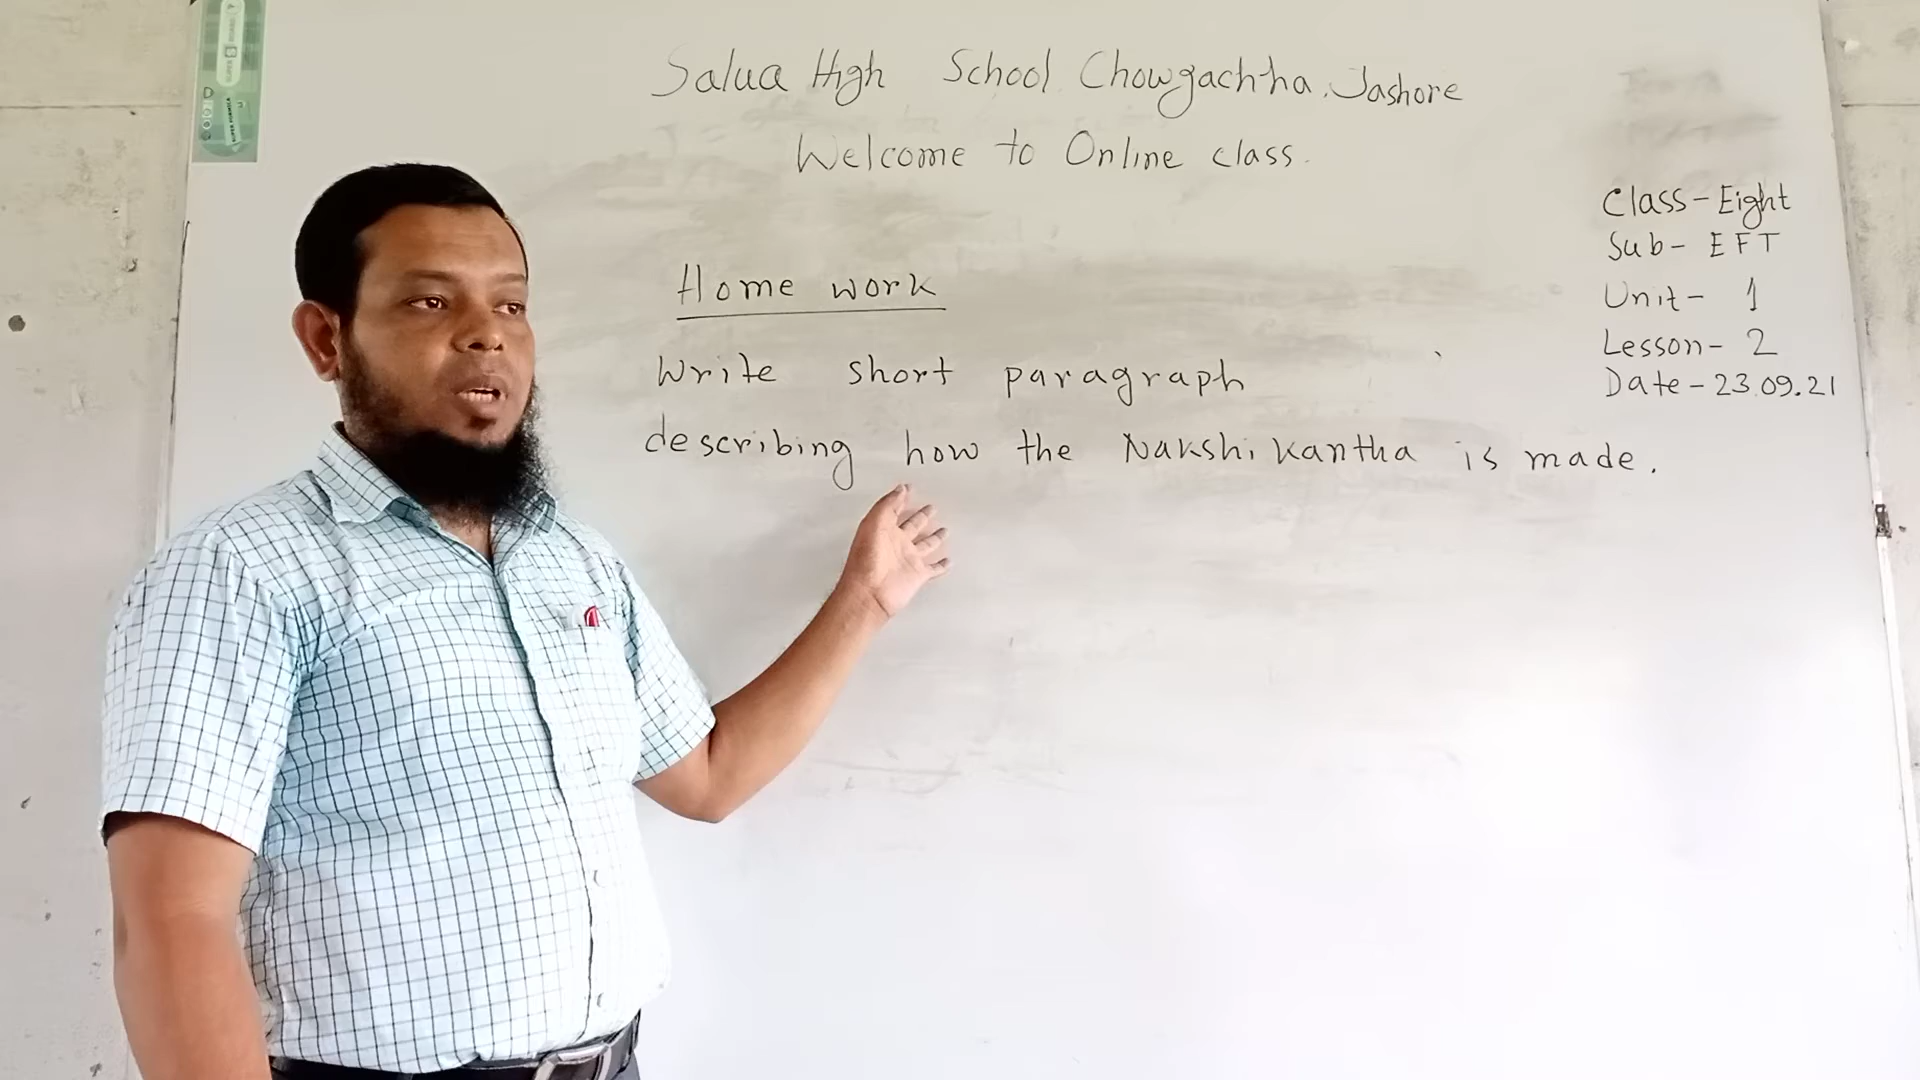 Salua High School Chowgachha, Jashore
Welcome to Online class.
Class - Eight
Sub - EFT
Unit - 1
Lesson - 2
Date - 23.09.21
Home work
Write short paragraph
describing how the Nakshi Kantha is made.